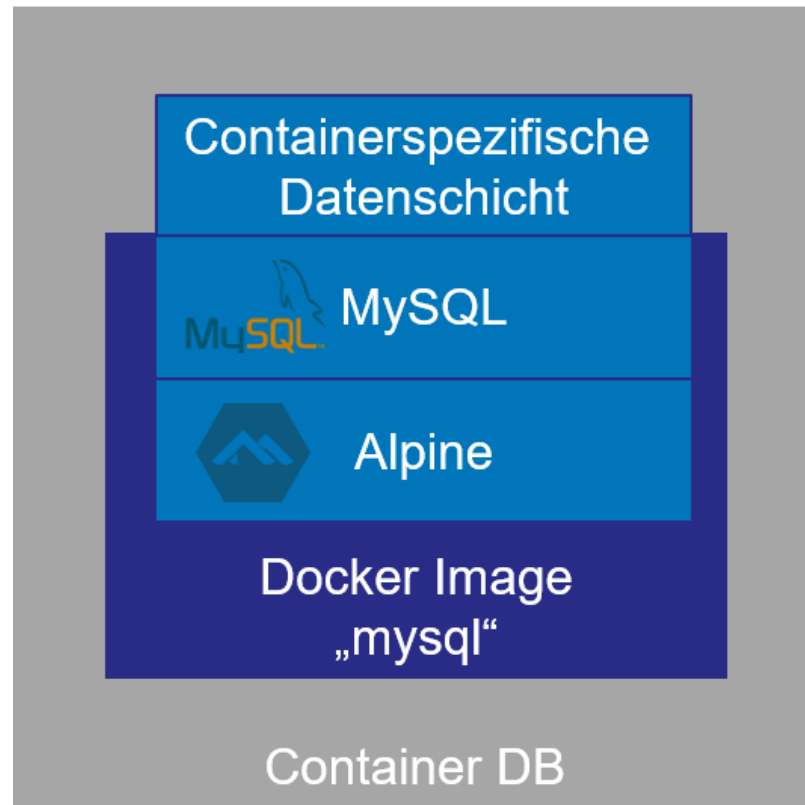 Containerspezifische
Datenschicht
MySQL MySQL
Alpine
Docker Image
„mysql“
Container DB